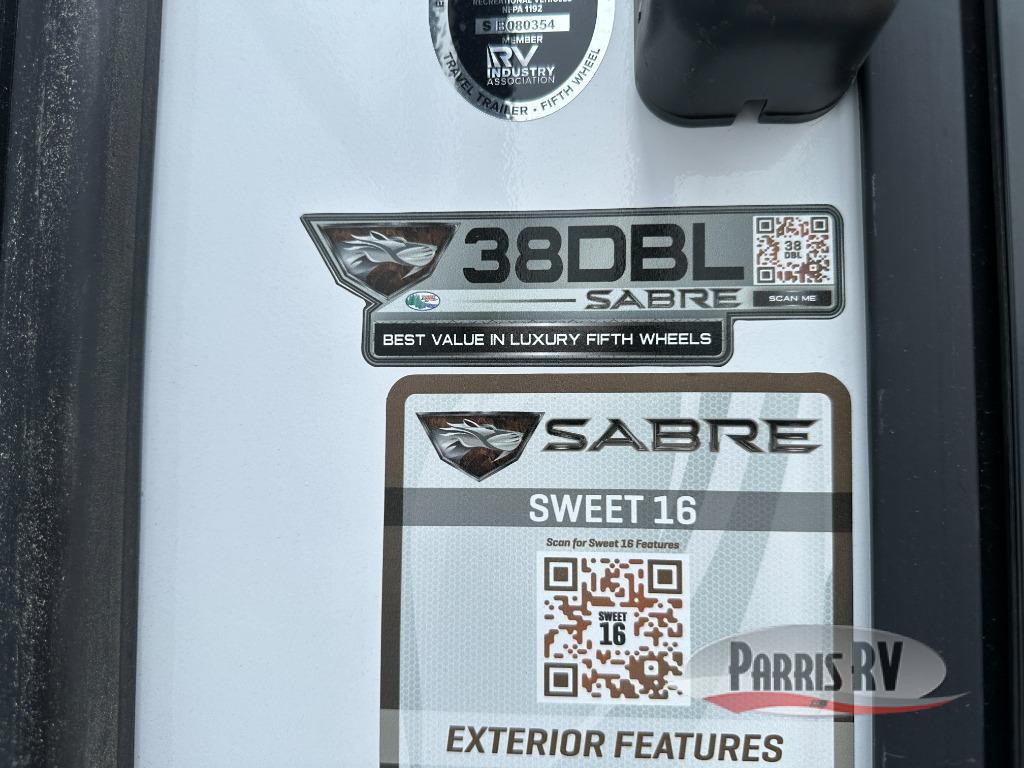 RECREATIONAL VEHICLES
NFPA 1192
S B080354
MEMBER
RV
INDUSTRY
ASSOCIATION
TRAVEL TRAILER • FIFTH WHEEL
38DBL
38
DBL
SABRE
SCAN ME
BEST VALUE IN LUXURY FIFTH WHEELS
SABRE
SWEET 16
Scan for Sweet 16 Features
SWEET
16
PARRIS RV
EXTERIOR FEATURES